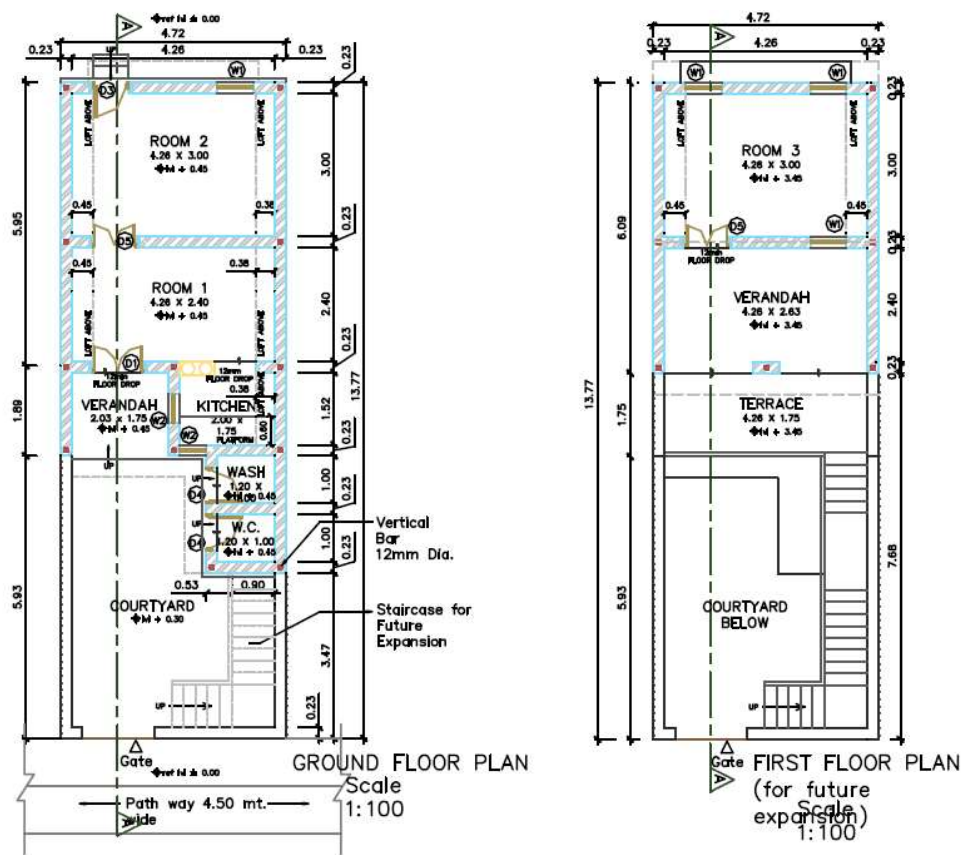 ref lvl is 0.00
4.72
0.23
4.26
0.23
A
UP
D3
W1
0.23
LOFT ABOVE
LOFT ABOVE
ROOM 2
4.26 X 3.00
lvl + 0.45
3.00
0.45
0.38
5.95
D5
0.23
0.45
0.38
ROOM 1
4.26 X 2.40
lvl + 0.45
2.40
LOFT ABOVE
LOFT ABOVE
D1
12mm
FLOOR DROP
12mm
FLOOR DROP
0.23
0.38
13.77
VERANDAH
2.03 X 1.75
lvl + 0.45
W2
KITCHEN
2.00 X
1.75
PLATFORM
LOFT ABOVE
0.60
1.52
1.89
UP
W2
0.23
WASH
1.20 X
lvl + 0.45
UP
D4
1.00
0.23
W.C.
1.20 X 1.00
lvl + 0.45
UP
D4
1.00
0.23
Vertical
Bar
12mm Dia.
0.53
0.90
COURTYARD
lvl + 0.30
5.93
Staircase for
Future
Expansion
3.47
UP
0.23
Gate
ref lvl is 0.00
GROUND FLOOR PLAN
Scale
1:100
Path way 4.50 mt.
wide
A
4.72
0.23
4.26
0.23
A
W1
W1
0.23
LOFT ABOVE
LOFT ABOVE
ROOM 3
4.26 X 3.00
lvl + 3.45
3.00
0.45
0.45
6.09
13.77
D5
W1
0.23
12mm
FLOOR DROP
VERANDAH
4.26 X 2.63
lvl + 3.45
2.40
0.23
TERRACE
4.26 X 1.75
lvl + 3.45
1.75
7.68
5.93
COURTYARD
BELOW
UP
Gate
A
FIRST FLOOR PLAN
(for future
expansion)
Scale
1:100